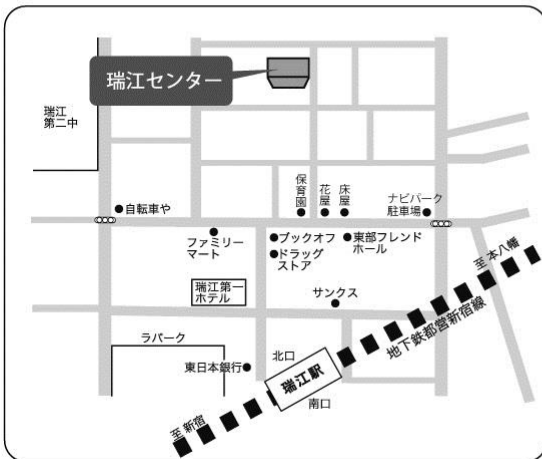 瑞江センター
瑞江
第二中
保育園
花屋
床屋
ナビパーク
駐車場
自転車や
ファミリー
マート
ブックオフ
東部フレンド
ホール
ドラッグ
ストア
至 本八幡
瑞江第一
ホテル
サンクス
地下鉄都営新宿線
ラパーク
北口
東日本銀行
瑞江駅
南口
至 新宿